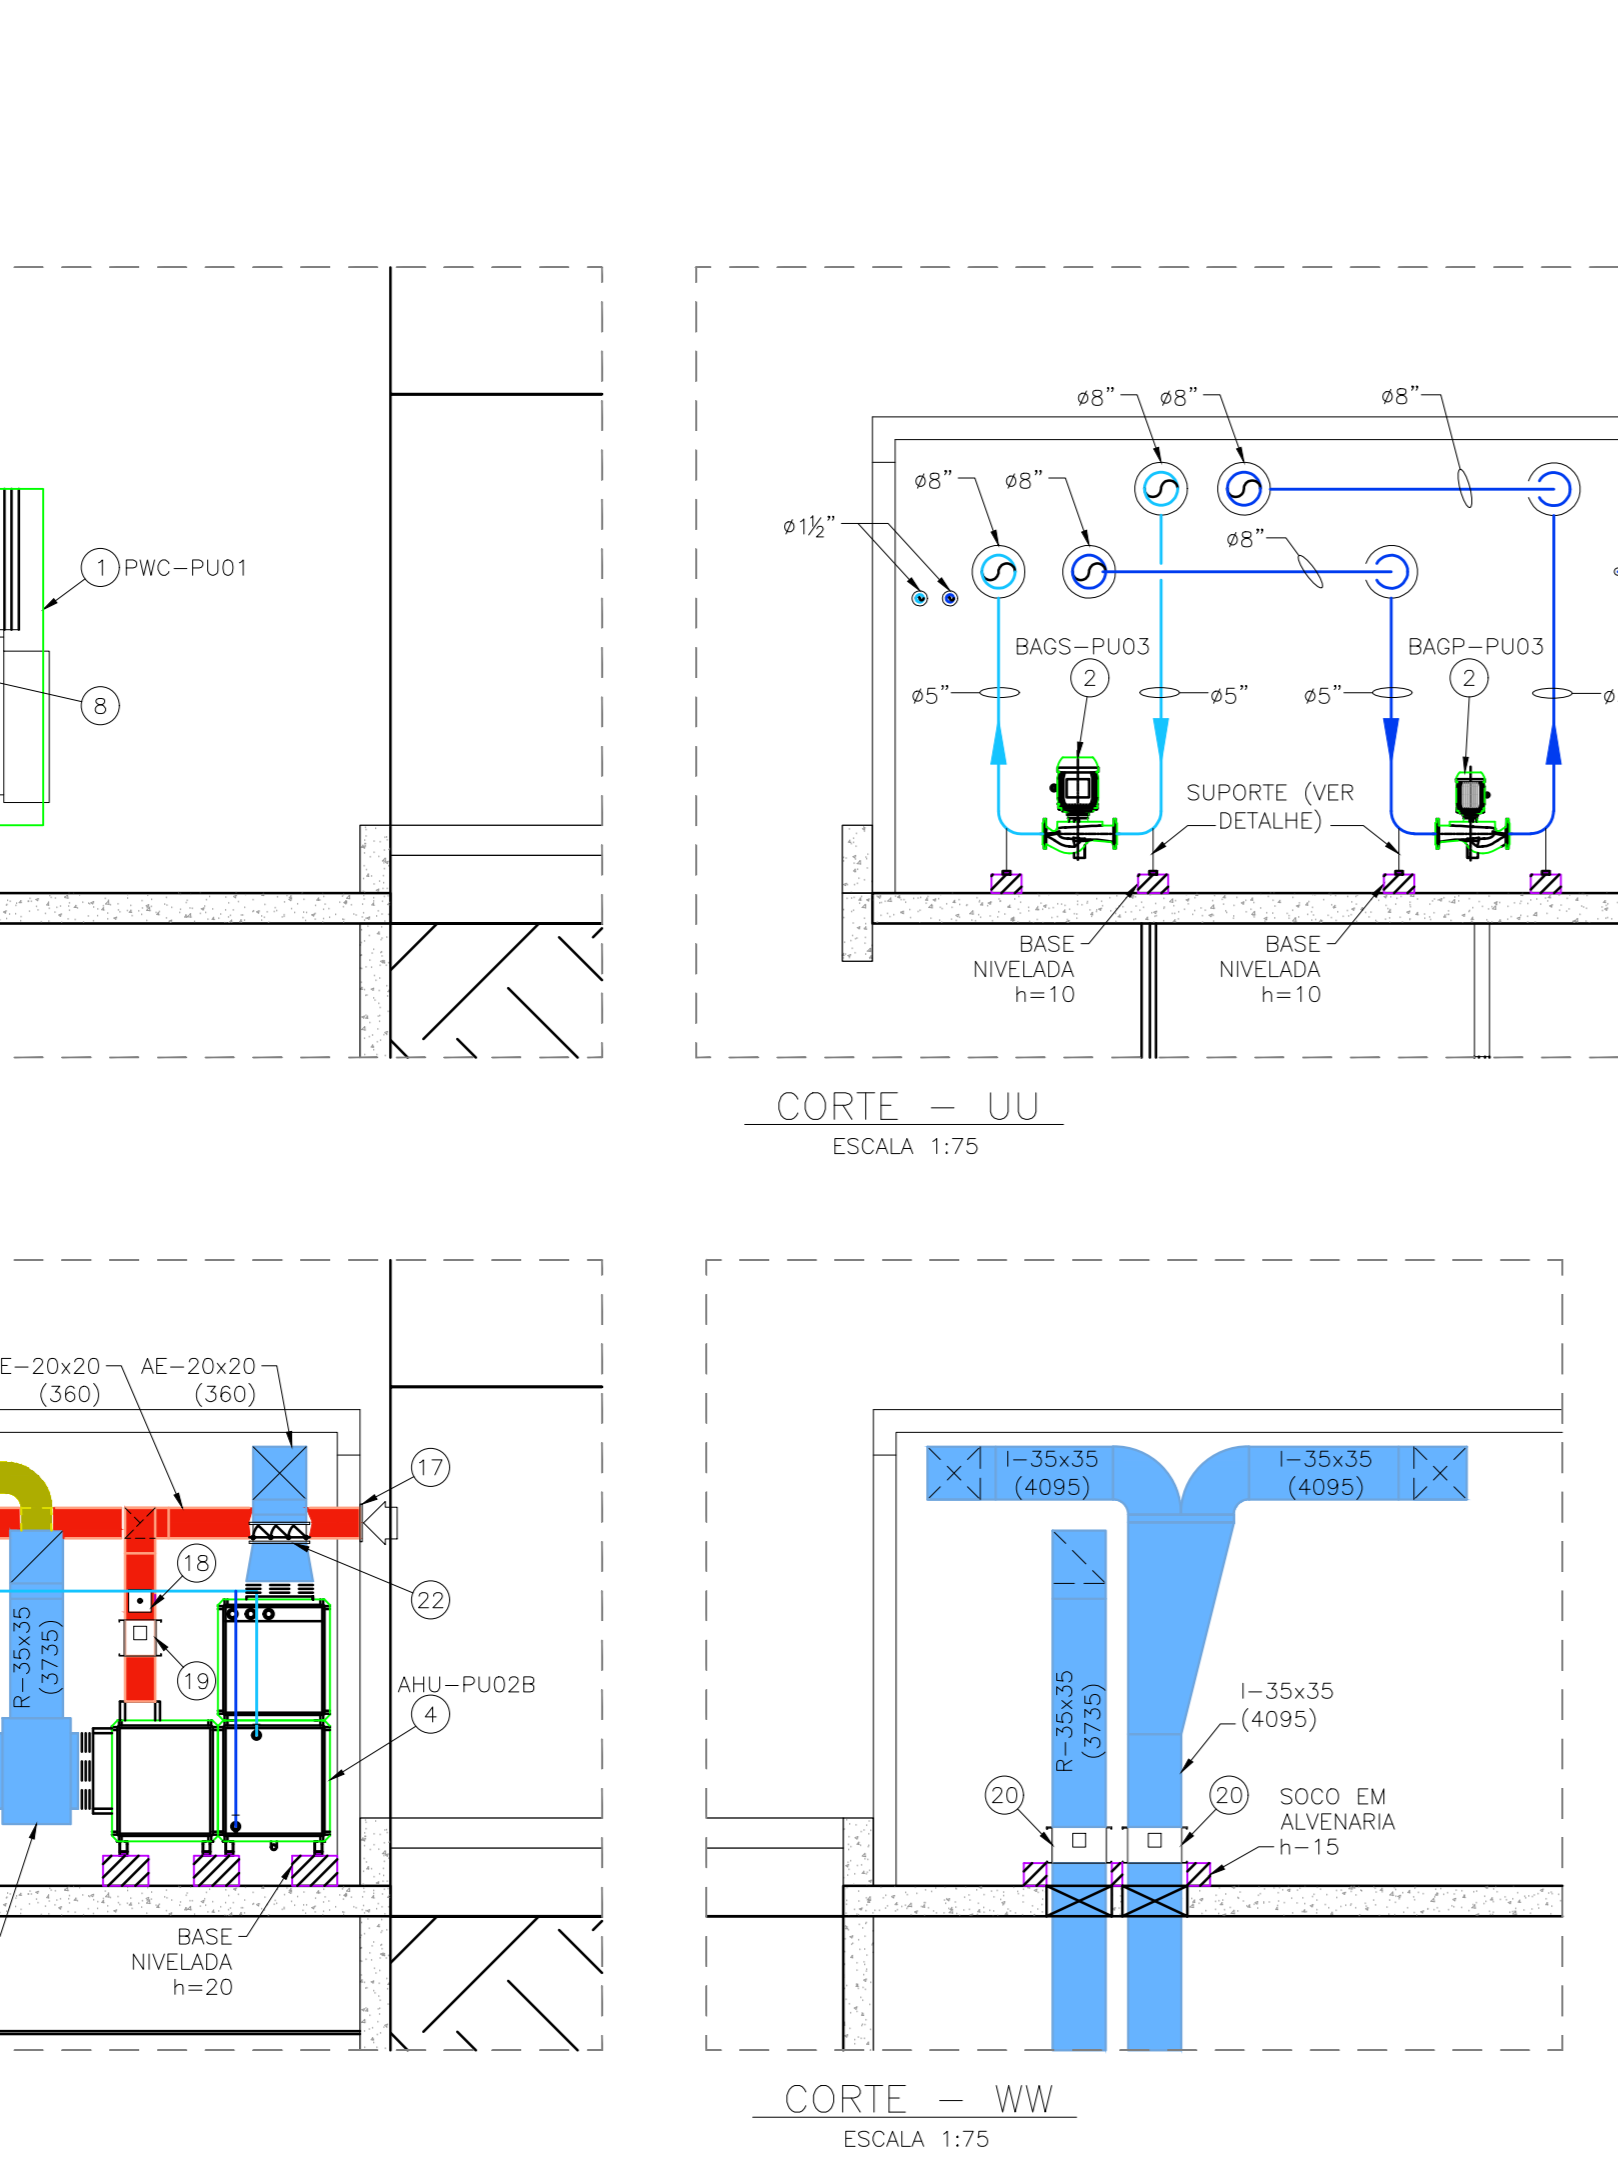 1 PWC-PU01
8
ø8"
ø8"
ø8"
ø8"
ø8"
ø1½"
ø8"
BAGS-PU03
2
BAGP-PU03
2
ø5"
ø5"
ø5"
ø
SUPORTE (VER
DETALHE)
BASE
NIVELADA
h=10
BASE
NIVELADA
h=10
CORTE - UU
ESCALA 1:75
E-20x20
(360)
AE-20x20
(360)
17
18
22
19
R-35x35
(3735)
AHU-PU02B
4
BASE
NIVELADA
h=20
I-35x35
(4095)
I-35x35
(4095)
R-35x35
(3735)
I-35x35
(4095)
20
20
SOCO EM
ALVENARIA
h-15
CORTE - WW
ESCALA 1:75